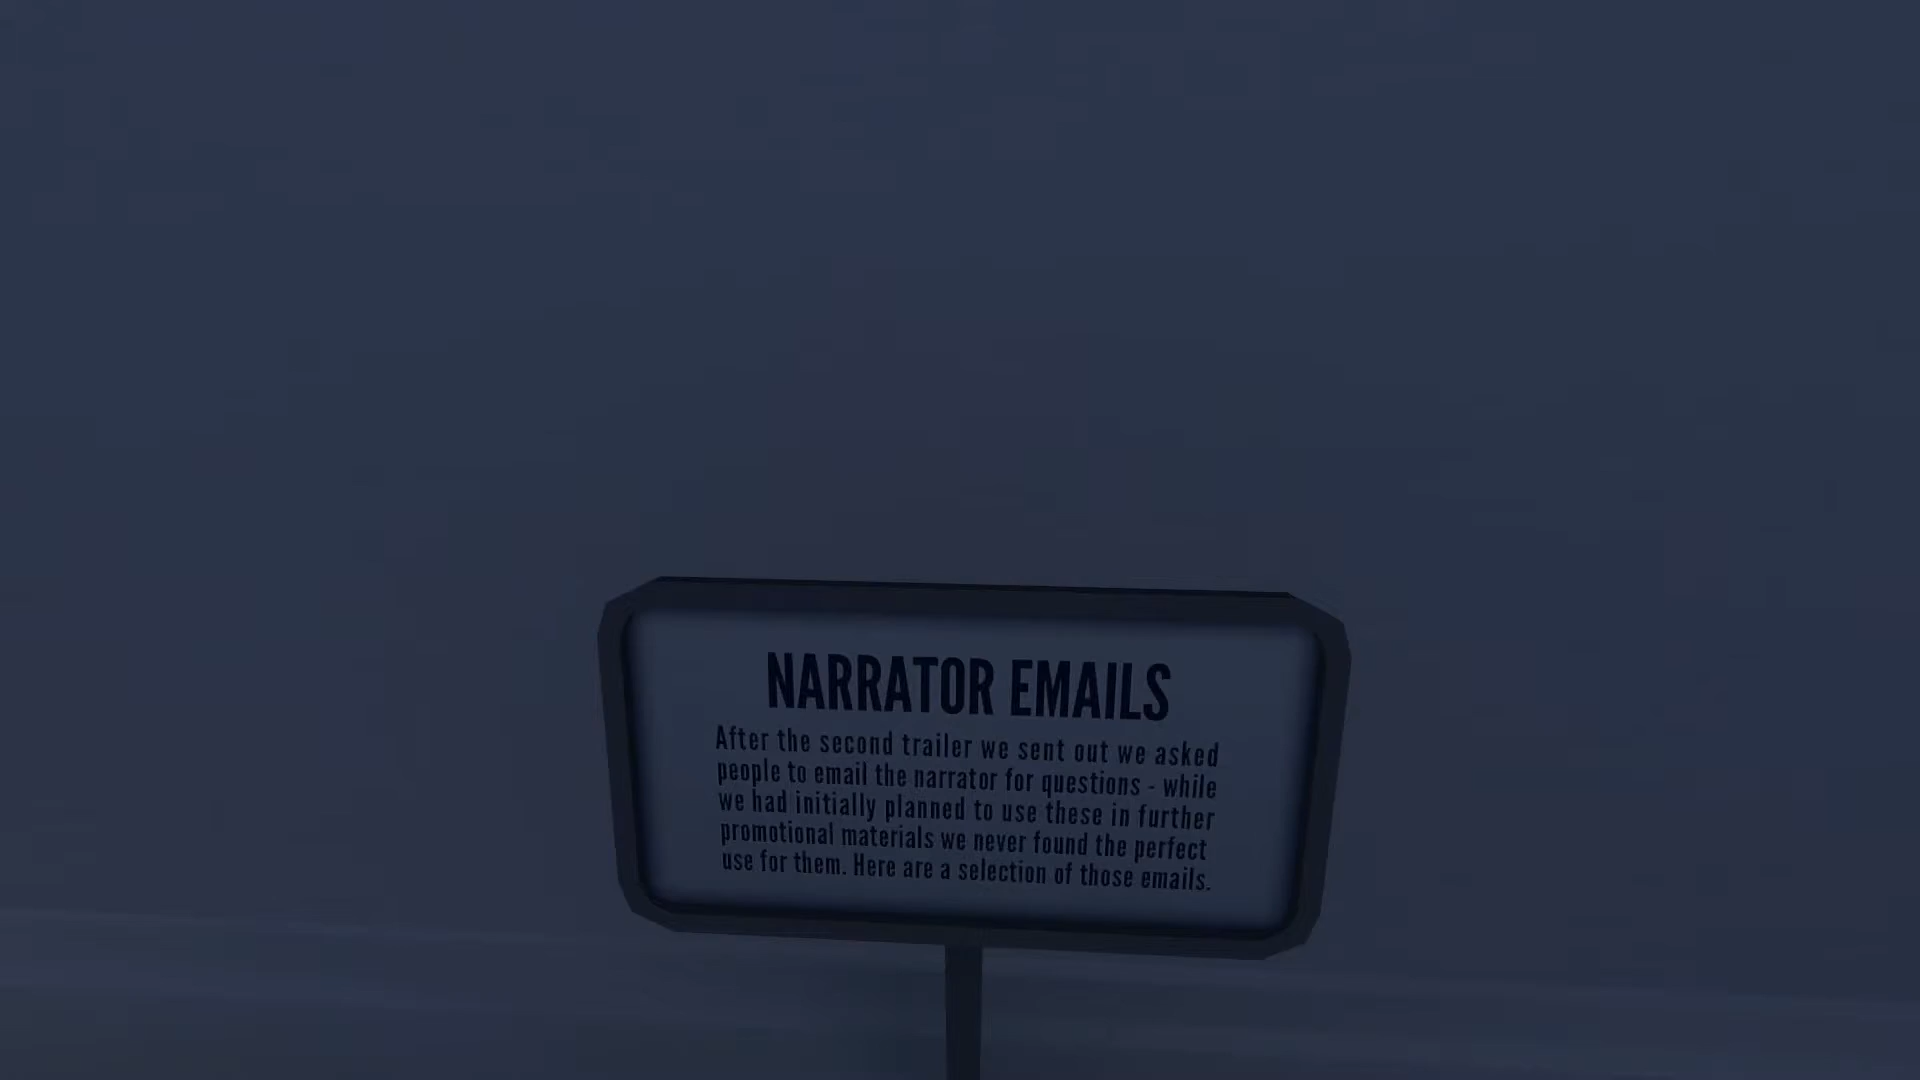 NARRATOR EMAILS
After the second trailer we sent out we asked
people to email the narrator for questions - while
we had initially planned to use these in further
promotional materials we never found the perfect
use for them. Here are a selection of those emails.